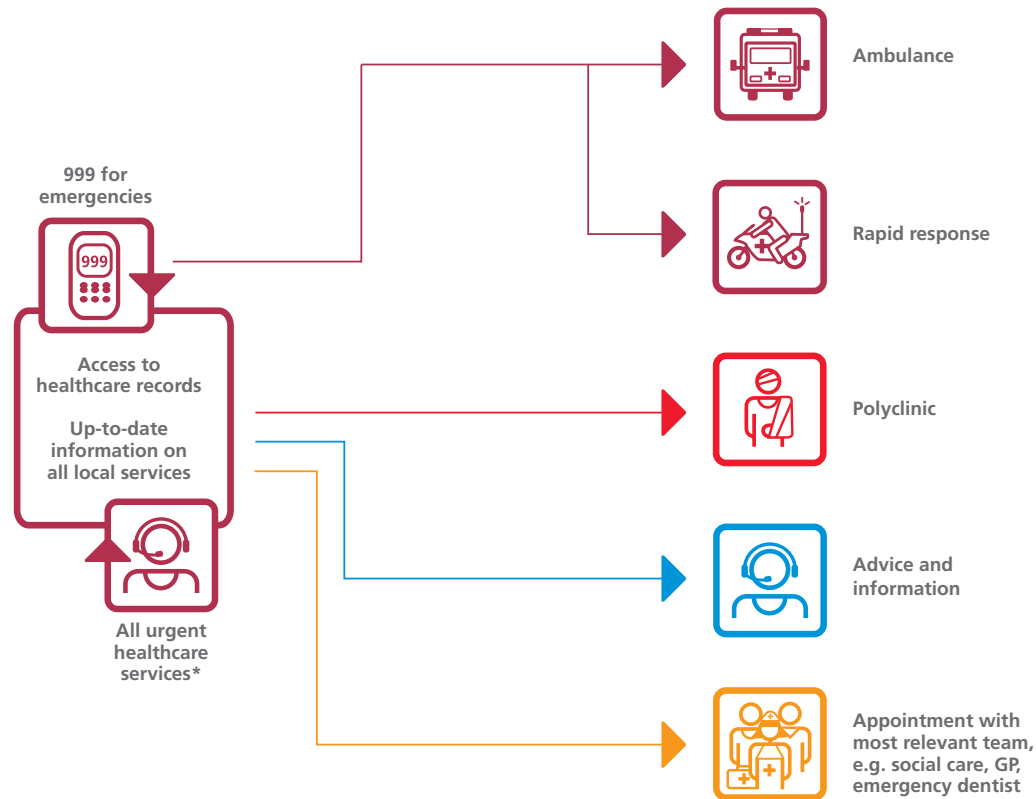 999 for
emergencies
999
Access to
healthcare records
Up-to-date
information on
all local services
All urgent
healthcare
services*
Ambulance
Rapid response
Polyclinic
Advice and
information
Appointment with
most relevant team,
e.g. social care, GP,
emergency dentist